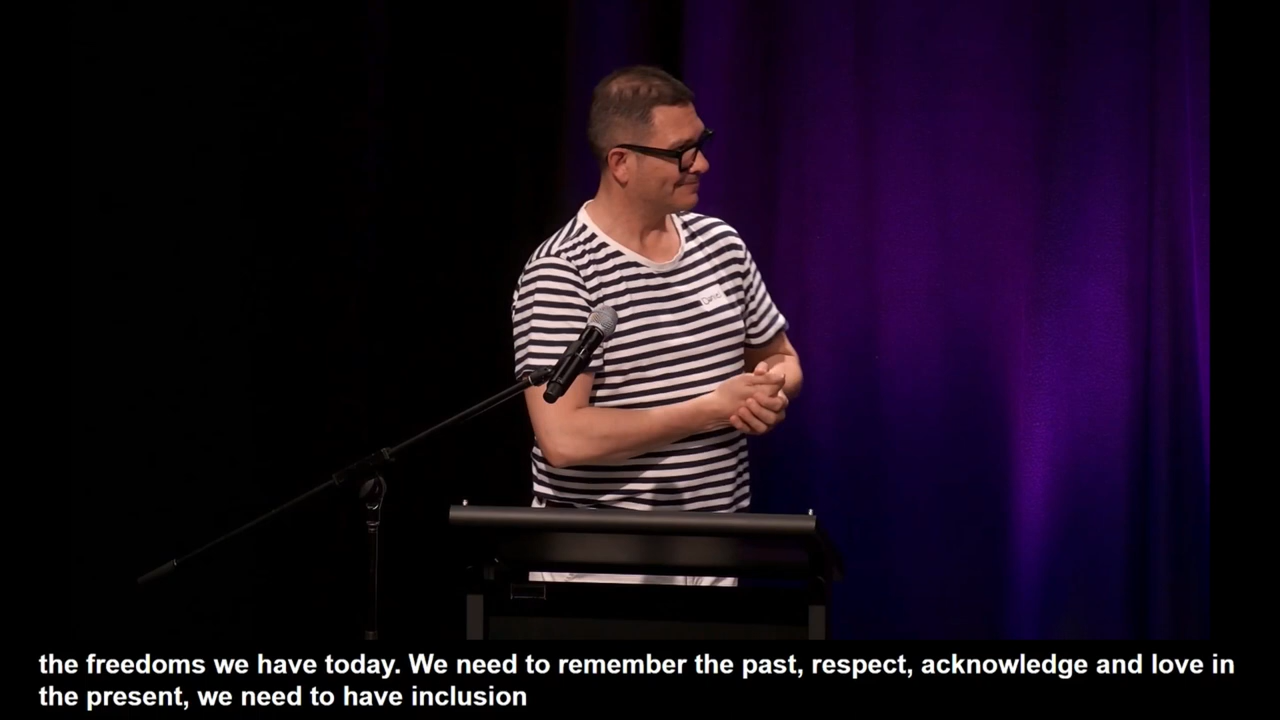 the freedoms we have today. We need to remember the past, respect, acknowledge and love in
the present, we need to have inclusion